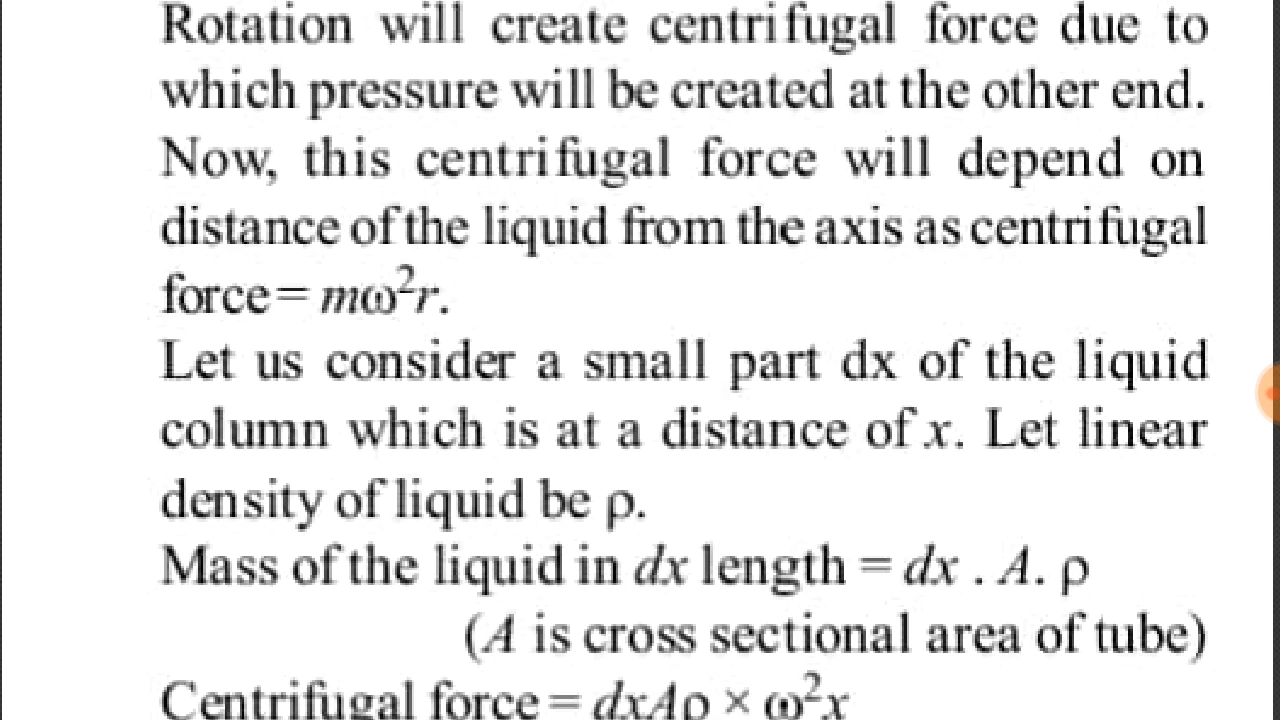 Rotation will create centrifugal force due to
which pressure will be created at the other end.
Now, this centrifugal force will depend on
distance of the liquid from the axis as centrifugal
force = mω²r.
Let us consider a small part dx of the liquid
column which is at a distance of x. Let linear
density of liquid be ρ.
Mass of the liquid in dx length = dx . A. ρ
(A is cross sectional area of tube)
Centrifugal force = dxAρ × ω²x